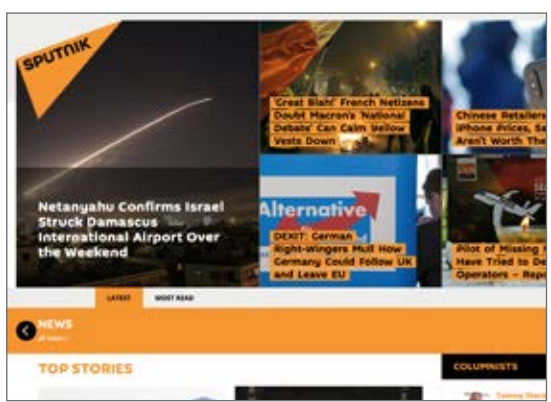 SPUTNIK
Netanyahu Confirms Israel
Struck Damascus
International Airport Over
the Weekend
'Great Blah!' French Netizens
Doubt Macron's 'National
Debate' Can Calm Yellow
Vests Down
Chinese Retailers
iPhone Prices, Sa
Aren't Worth The
Alternative
DEXIT: German
Right-Wingers Mull How
Germany Could Follow UK
and Leave EU
Pilot of Missing
Have Tried to De
Operators – Repo
LATEST
MOST READ
NEWS
TOP STORIES
COLUMNISTS